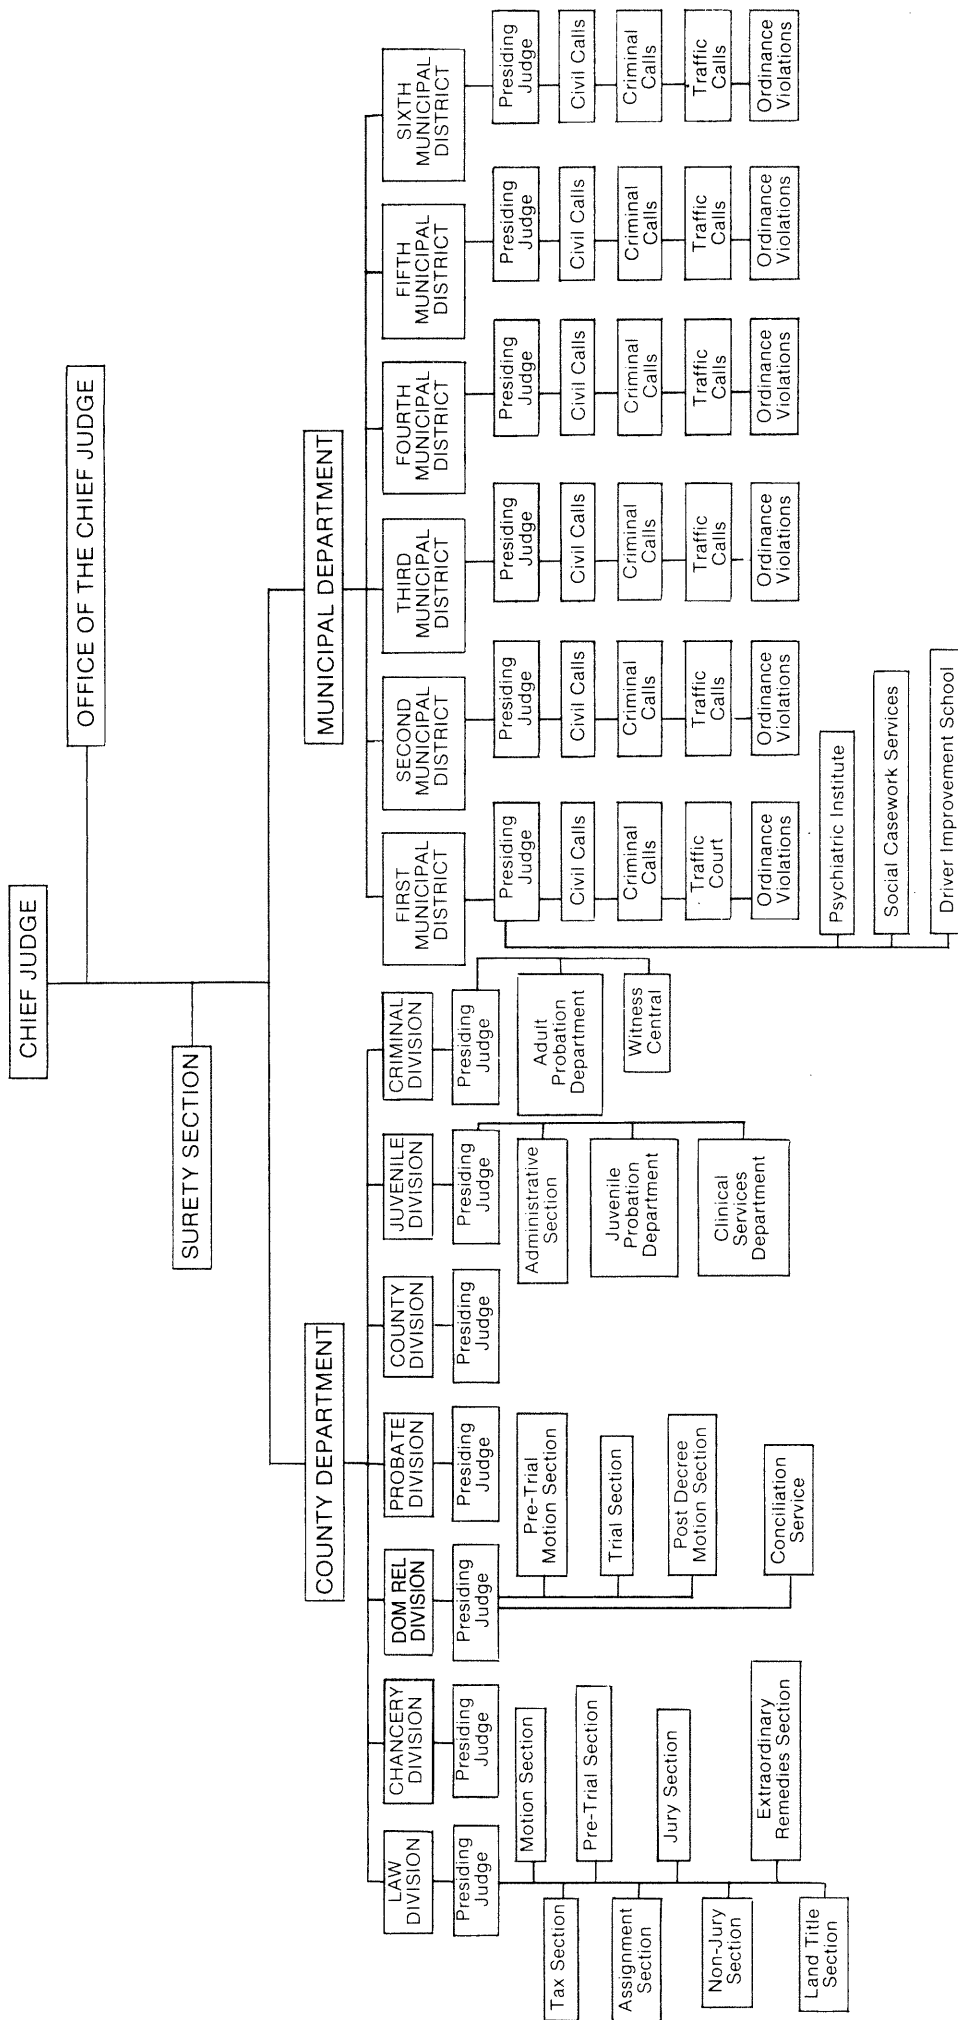 CHIEF JUDGE
OFFICE OF THE CHIEF JUDGE
SURETY SECTION
COUNTY DEPARTMENT
MUNICIPAL DEPARTMENT
LAW
DIVISION
Presiding
Judge
Motion Section
Tax Section
Pre-Trial Section
Assignment
Section
Jury Section
Non-Jury
Section
Extraordinary
Remedies Section
Land Title
Section
CHANCERY
DIVISION
Presiding
Judge
DOM REL
DIVISION
Presiding
Judge
Pre-Trial
Motion Section
Trial Section
Post Decree
Motion Section
Conciliation
Service
PROBATE
DIVISION
Presiding
Judge
COUNTY
DIVISION
Presiding
Judge
JUVENILE
DIVISION
Presiding
Judge
Administrative
Section
Juvenile
Probation
Department
Clinical
Services
Department
CRIMINAL
DIVISION
Presiding
Judge
Adult
Probation
Department
Witness
Central
FIRST
MUNICIPAL
DISTRICT
Presiding
Judge
Civil Calls
Criminal
Calls
Traffic
Court
Ordinance
Violations
Psychiatric Institute
Social Casework Services
Driver Improvement School
SECOND
MUNICIPAL
DISTRICT
Presiding
Judge
Civil Calls
Criminal
Calls
Traffic
Calls
Ordinance
Violations
THIRD
MUNICIPAL
DISTRICT
Presiding
Judge
Civil Calls
Criminal
Calls
Traffic
Calls
Ordinance
Violations
FOURTH
MUNICIPAL
DISTRICT
Presiding
Judge
Civil Calls
Criminal
Calls
Traffic
Calls
Ordinance
Violations
FIFTH
MUNICIPAL
DISTRICT
Presiding
Judge
Civil Calls
Criminal
Calls
Traffic
Calls
Ordinance
Violations
SIXTH
MUNICIPAL
DISTRICT
Presiding
Judge
Civil Calls
Criminal
Calls
Traffic
Calls
Ordinance
Violations